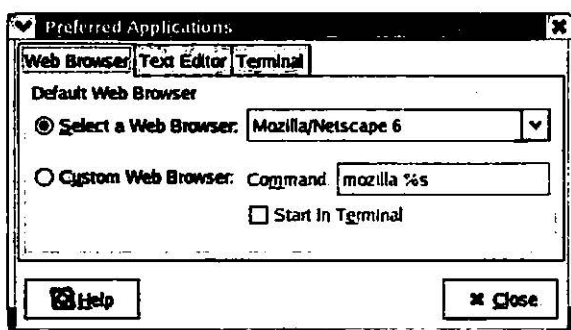 Preferred Applications
Web Browser Text Editor Terminal
Default Web Browser
Select a Web Browser: Mozilla/Netscape 6
Custom Web Browser: Command mozilla %s
Start in Terminal
Help Close